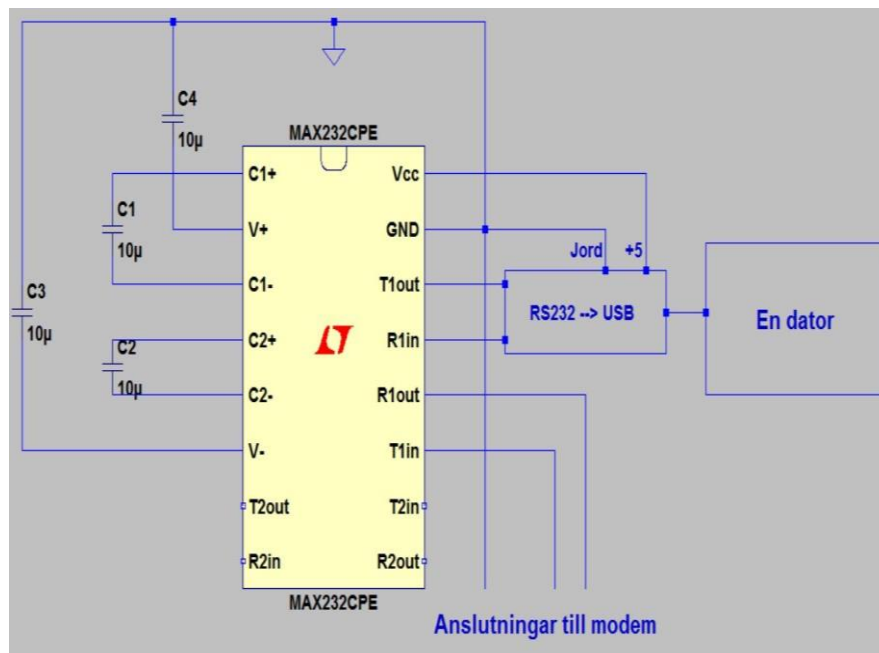 C4
10µ
MAX232CPE
C1+
Vcc
C1
10µ
V+
GND
Jord
+5
C3
10µ
C1-
T1out
RS232 --> USB
En dator
C2+
R1in
C2
10µ
C2-
R1out
V-
T1in
T2out
T2in
R2in
R2out
MAX232CPE
Anslutningar till modem